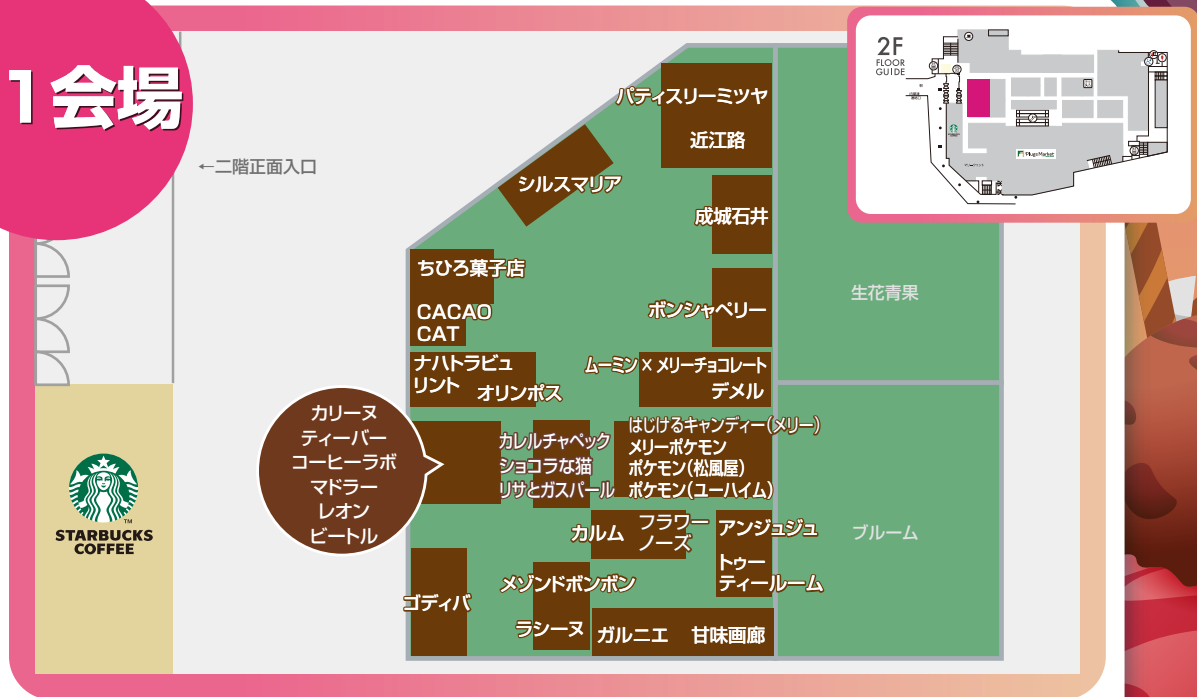 1会場
2F
FLOOR
GUIDE
Plugs Market
←二階正面入口
パティスリーミツヤ
近江路
シルスマリア
成城石井
ちひろ菓子店
CACAO
CAT
ボンシャペリー
生花青果
ナハトラビュ
リント オリンポス
ムーミン×メリーチョコレート
デメル
カリーヌ
ティーバー
コーヒーラボ
マドラー
レオン
ビートル
カレルチャペック
ショコラな猫
リサとガスパール
はじけるキャンディー(メリー)
メリーポケモン
ポケモン(松風屋)
ポケモン(ユーハイム)
STARBUCKS
COFFEE
TM
カルム
フラワー
ノーズ
アンジュジュ
トゥー
ティールーム
ブルーム
ゴディバ
メゾンドボンボン
ラシーヌ
ガルニエ 甘味画廊